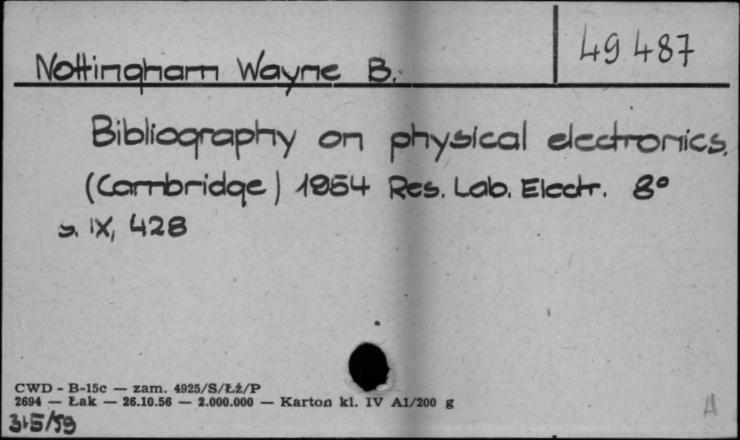 49 487
Nottingham Wayne B.
Bibliography on physical electronics.
(Cambridge) 1954 Res. Lab. Electr. 8°
s. IX, 428
CWD - B-15c — zam. 4925/S/Łż/P
2694 — Łak — 26.10.56 — 2.000.000 — Karton kl. IV A1/200 g
315/59
A